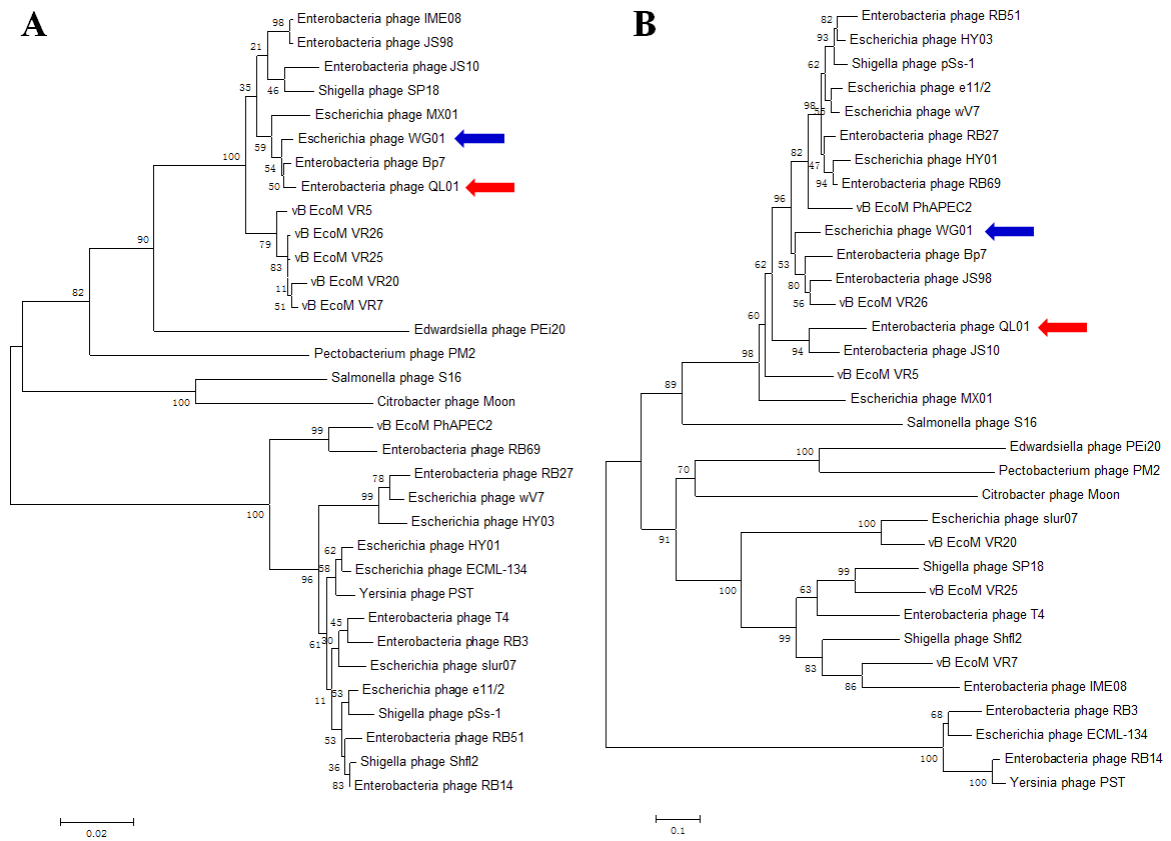 A
98
Enterobacteria phage IME08
Enterobacteria phage JS98
21
Enterobacteria phage JS10
46
Shigella phage SP18
35
Escherichia phage MX01
59
Escherichia phage WG01
54
Enterobacteria phage Bp7
50
Enterobacteria phage QL01
100
vB EcoM VR5
79
vB EcoM VR26
83
vB EcoM VR25
11
vB EcoM VR20
51
vB EcoM VR7
90
Edwardsiella phage PEi20
82
Pectobacterium phage PM2
Salmonella phage S16
100
Citrobacter phage Moon
99
vB EcoM PhAPEC2
Enterobacteria phage RB69
100
78
Enterobacteria phage RB27
99
Escherichia phage wV7
Escherichia phage HY03
96
62
Escherichia phage HY01
58
Escherichia phage ECML-134
Yersinia phage PST
61
30
45
Enterobacteria phage T4
Enterobacteria phage RB3
Escherichia phage slur07
11
53
Escherichia phage e11/2
Shigella phage pSs-1
53
Enterobacteria phage RB51
36
Shigella phage Shfl2
83
Enterobacteria phage RB14
0.02
B
82
Enterobacteria phage RB51
93
Escherichia phage HY03
62
Shigella phage pSs-1
Escherichia phage e11/2
98
Escherichia phage wV7
Enterobacteria phage RB27
82
47
Escherichia phage HY01
94
Enterobacteria phage RB69
96
vB EcoM PhAPEC2
Escherichia phage WG01
53
Enterobacteria phage Bp7
80
Enterobacteria phage JS98
56
vB EcoM VR26
62
Enterobacteria phage QL01
94
Enterobacteria phage JS10
60
vB EcoM VR5
98
Escherichia phage MX01
89
Salmonella phage S16
100
Edwardsiella phage PEi20
70
Pectobacterium phage PM2
Citrobacter phage Moon
91
100
Escherichia phage slur07
vB EcoM VR20
100
99
Shigella phage SP18
63
vB EcoM VR25
Enterobacteria phage T4
99
Shigella phage Shfl2
83
vB EcoM VR7
86
Enterobacteria phage IME08
68
Enterobacteria phage RB3
Escherichia phage ECML-134
100
Enterobacteria phage RB14
100
Yersinia phage PST
0.1